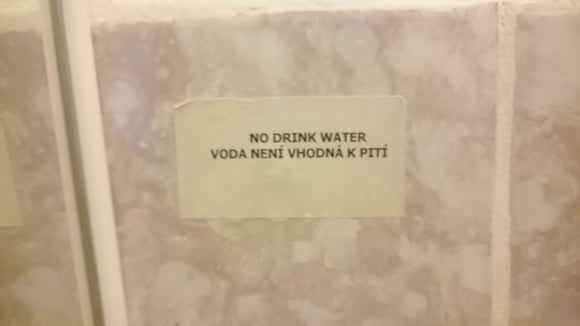 NO DRINK WATER
VODA NENÍ VHODNÁ K PITÍ